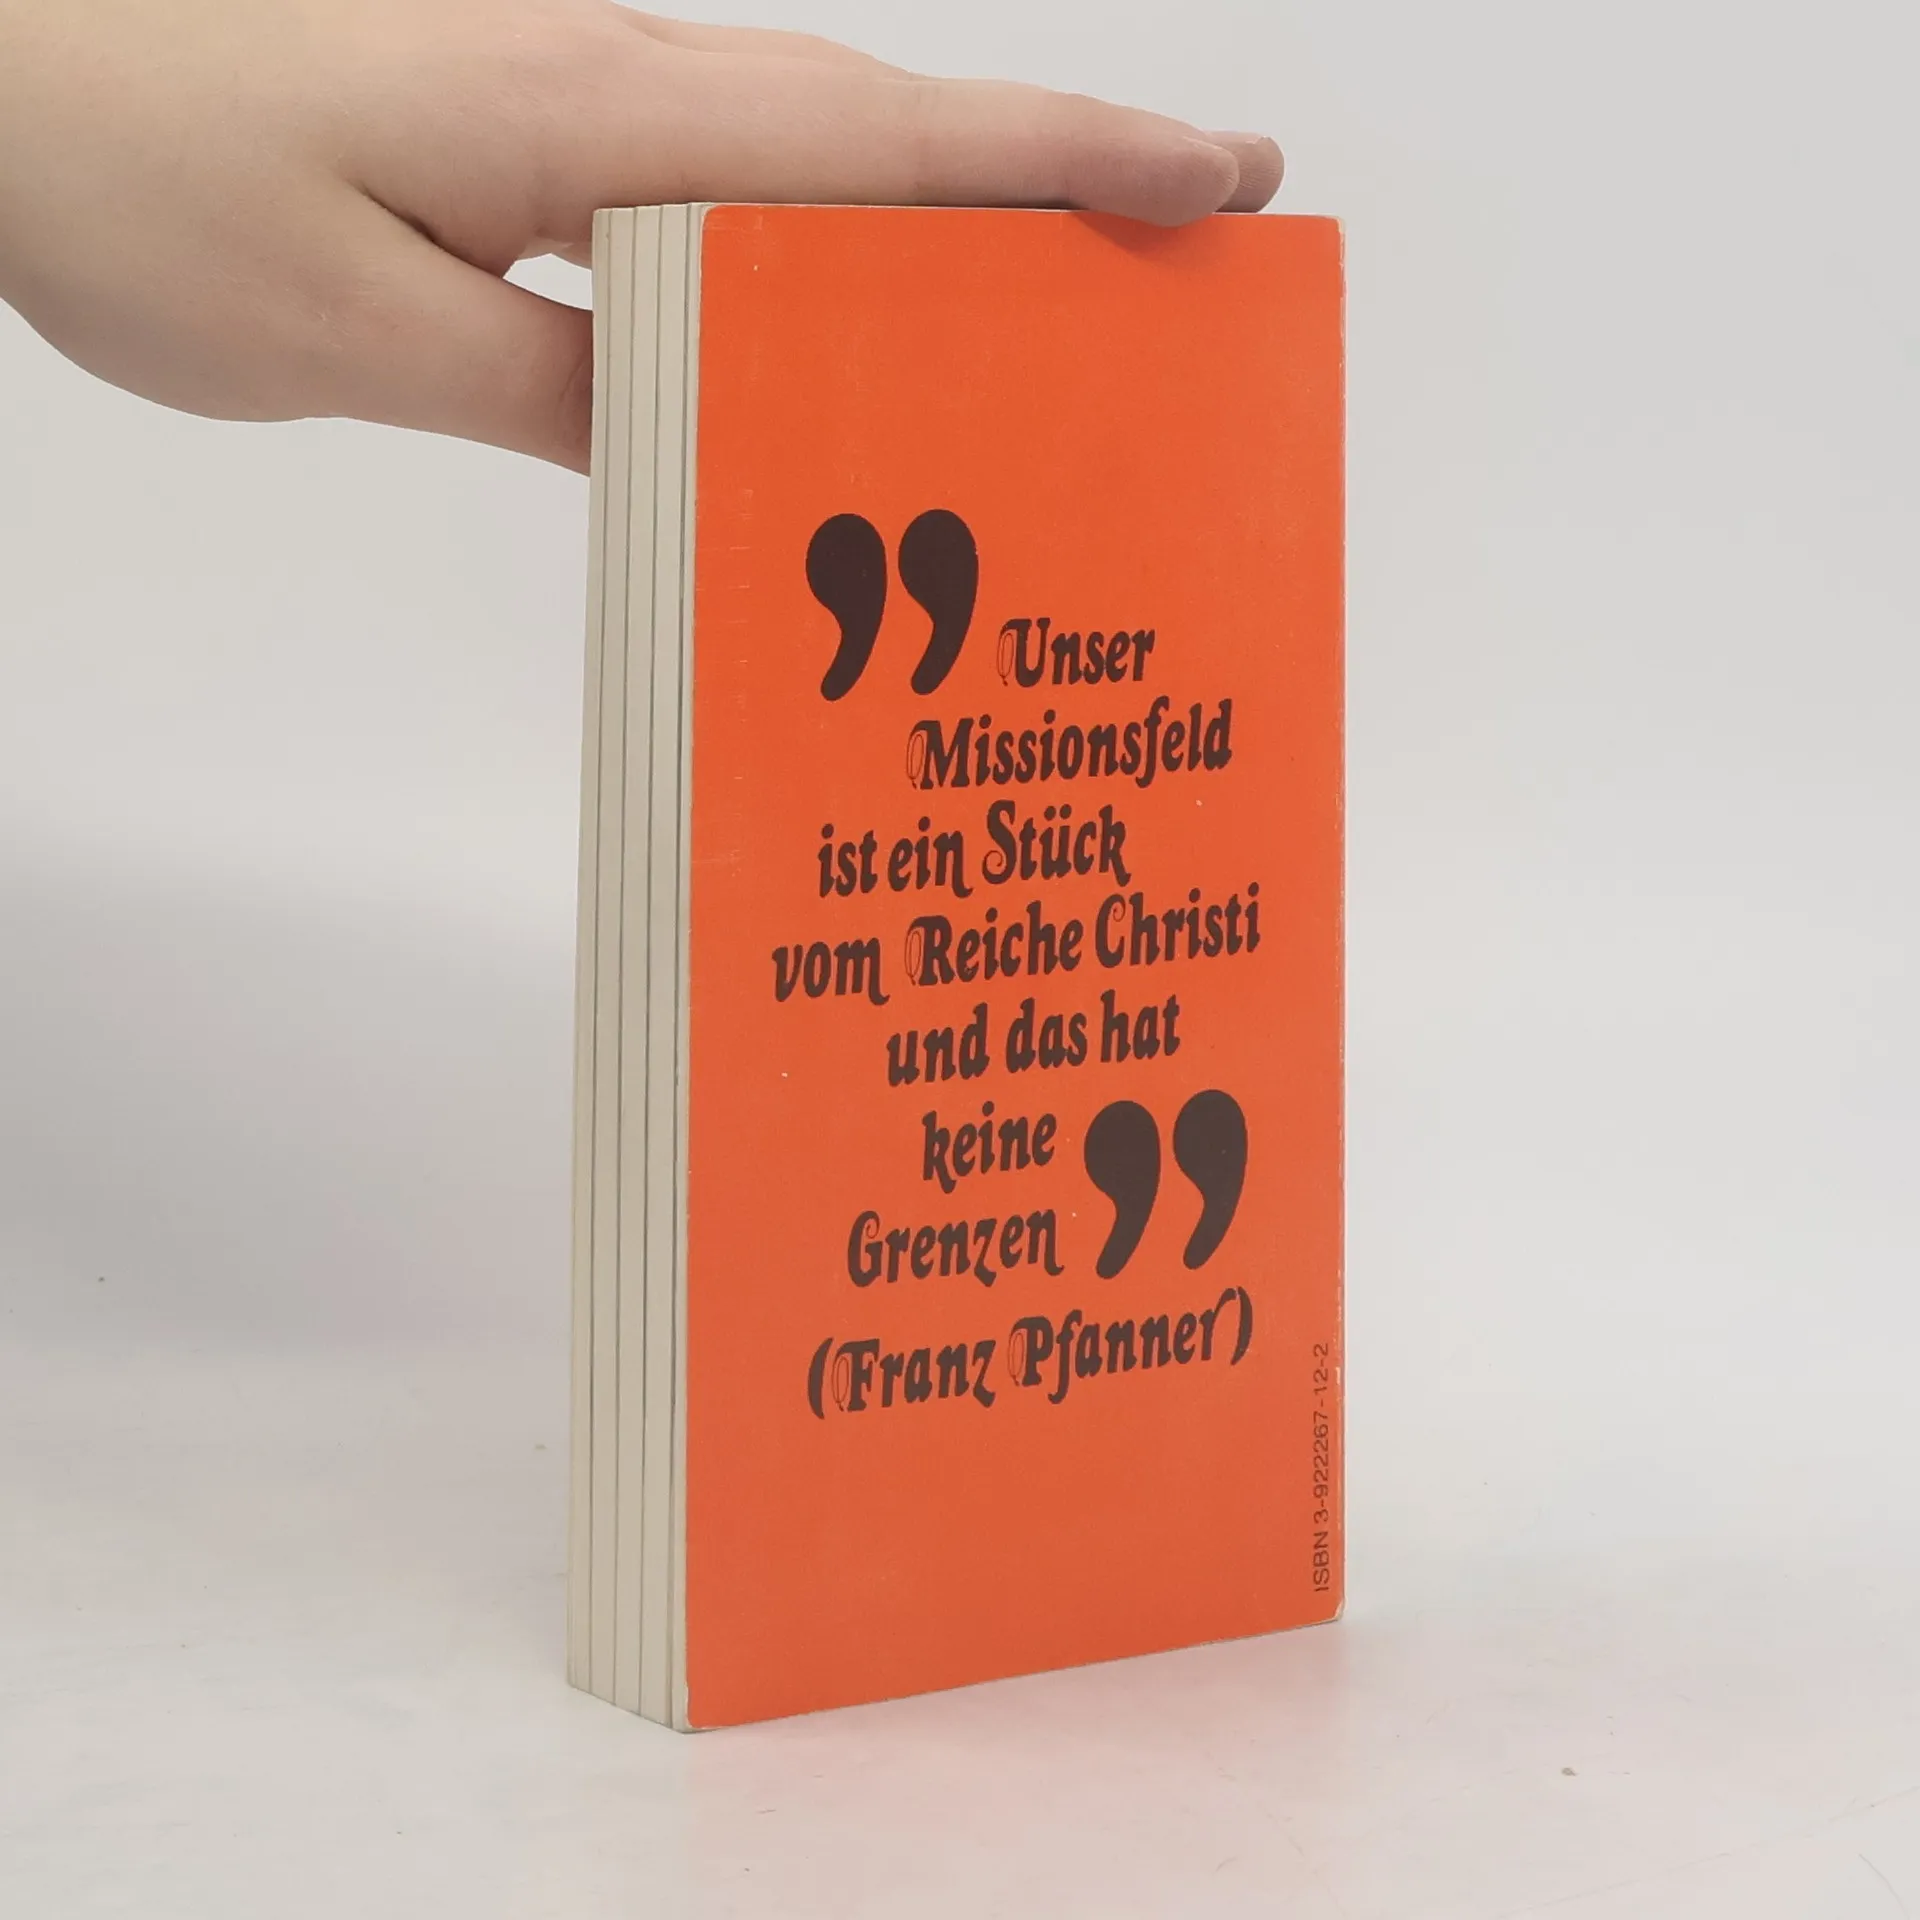 ”Unser
Missionsfeld
ist ein Stück
vom Reiche Christi
und das hat
keine
Grenzen”
(Franz Pfanner)
ISBN 3-922267-12-2